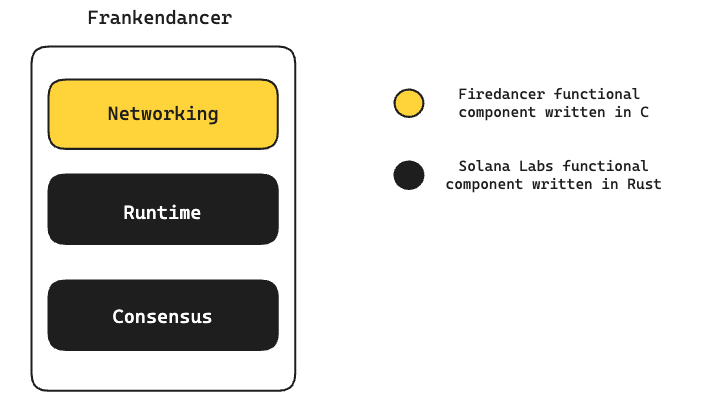 Frankendancer
Networking
Runtime
Consensus
Firedancer functional
component written in C
Solana Labs functional
component written in Rust